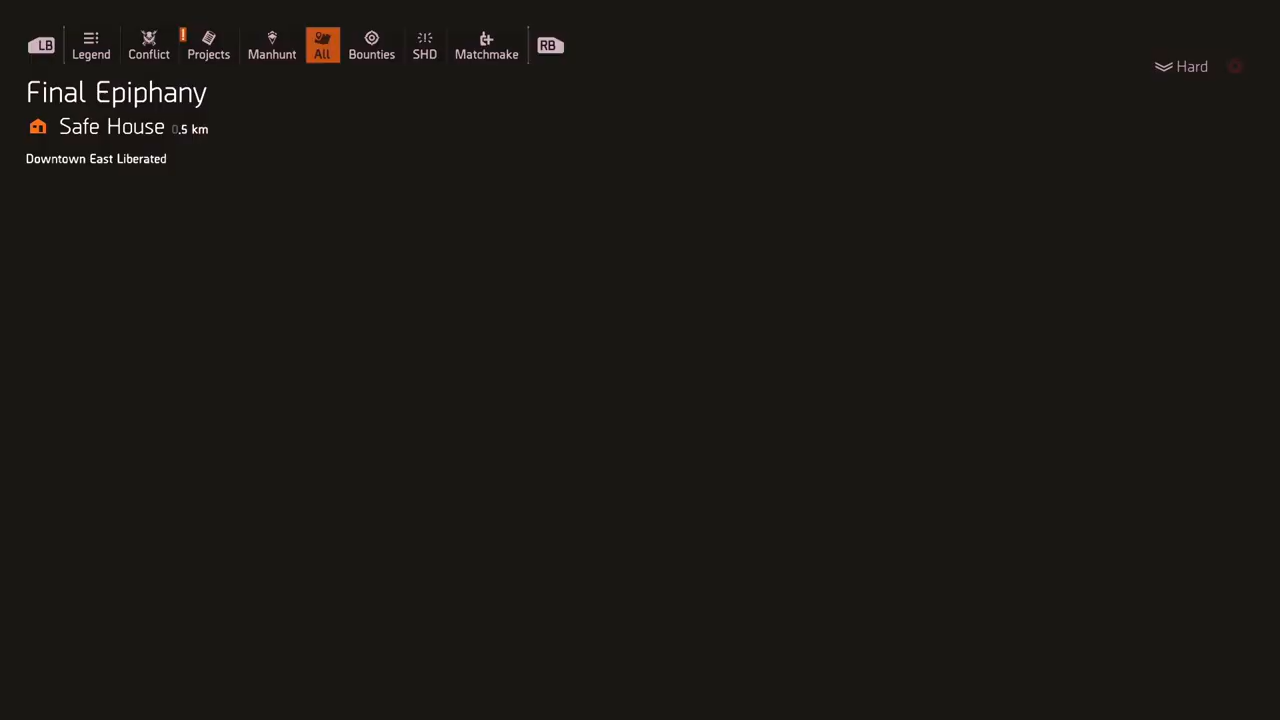 LB Legend Conflict ! Projects Manhunt All Bounties SHD Matchmake RB
Hard
Final Epiphany
Safe House 0.5 km
Downtown East Liberated